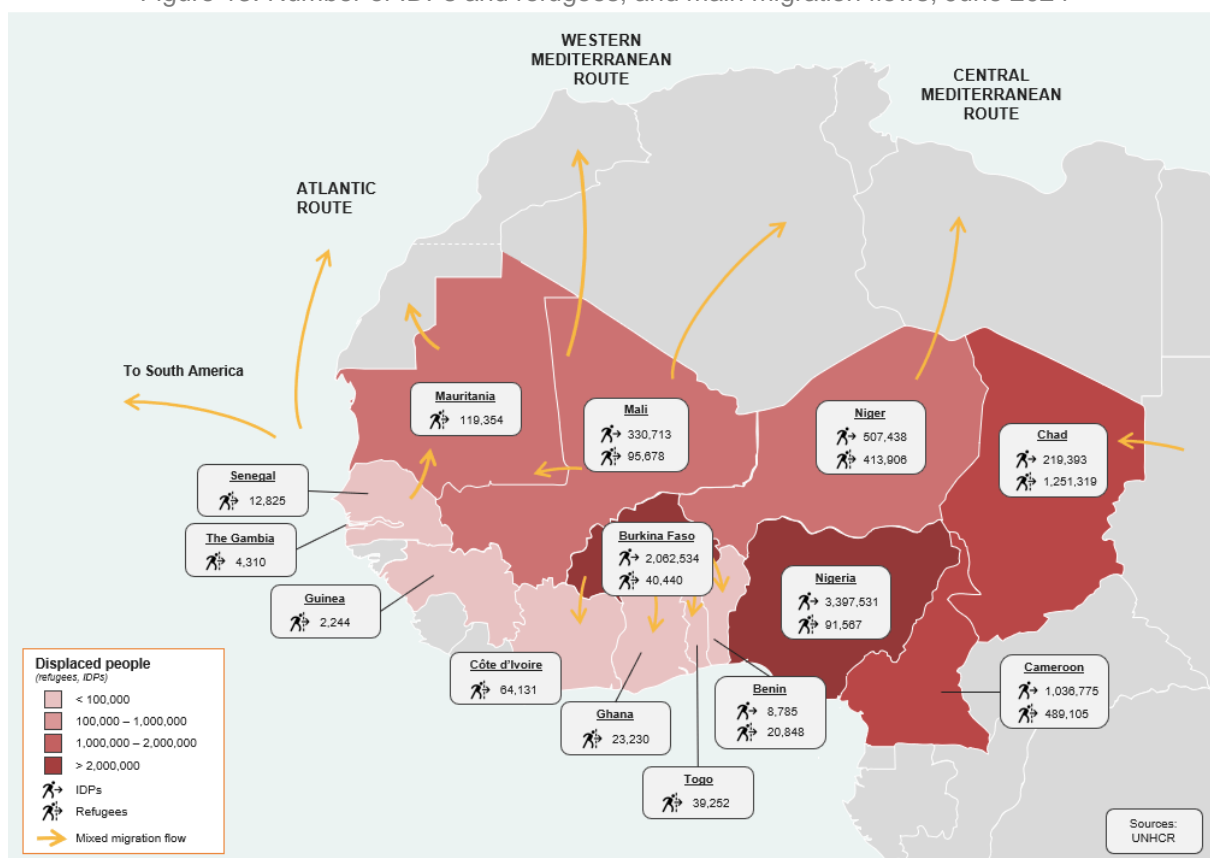 WESTERN
MEDITERRANEAN
ROUTE
CENTRAL
MEDITERRANEAN
ROUTE
ATLANTIC
ROUTE
To South America
Mauritania
119,354
Mali
330,713
95,678
Niger
507,438
413,906
Chad
219,393
1,251,319
Senegal
12,825
The Gambia
4,310
Guinea
2,244
Burkina Faso
2,062,534
40,440
Nigeria
3,397,531
91,567
Côte d'Ivoire
64,131
Ghana
23,230
Togo
39,252
Benin
8,785
20,848
Cameroon
1,036,775
489,105
Displaced people
(refugees, IDPs)
< 100,000
100,000 – 1,000,000
1,000,000 – 2,000,000
> 2,000,000
IDPs
Refugees
Mixed migration flow
Sources:
UNHCR